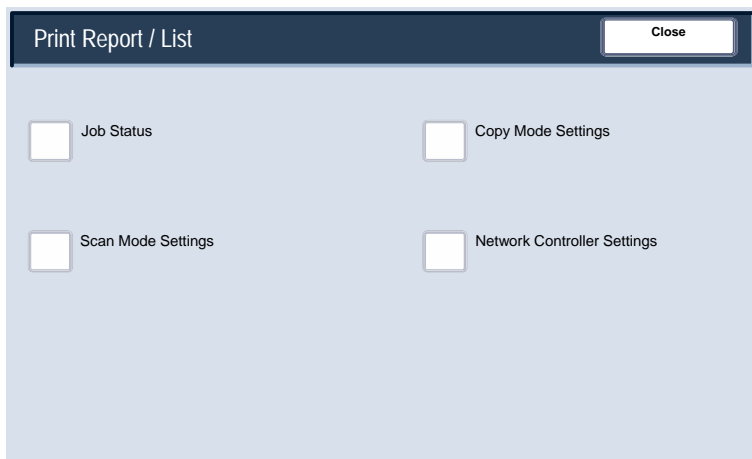 Print Report / List
Close
Job Status
Copy Mode Settings
Scan Mode Settings
Network Controller Settings